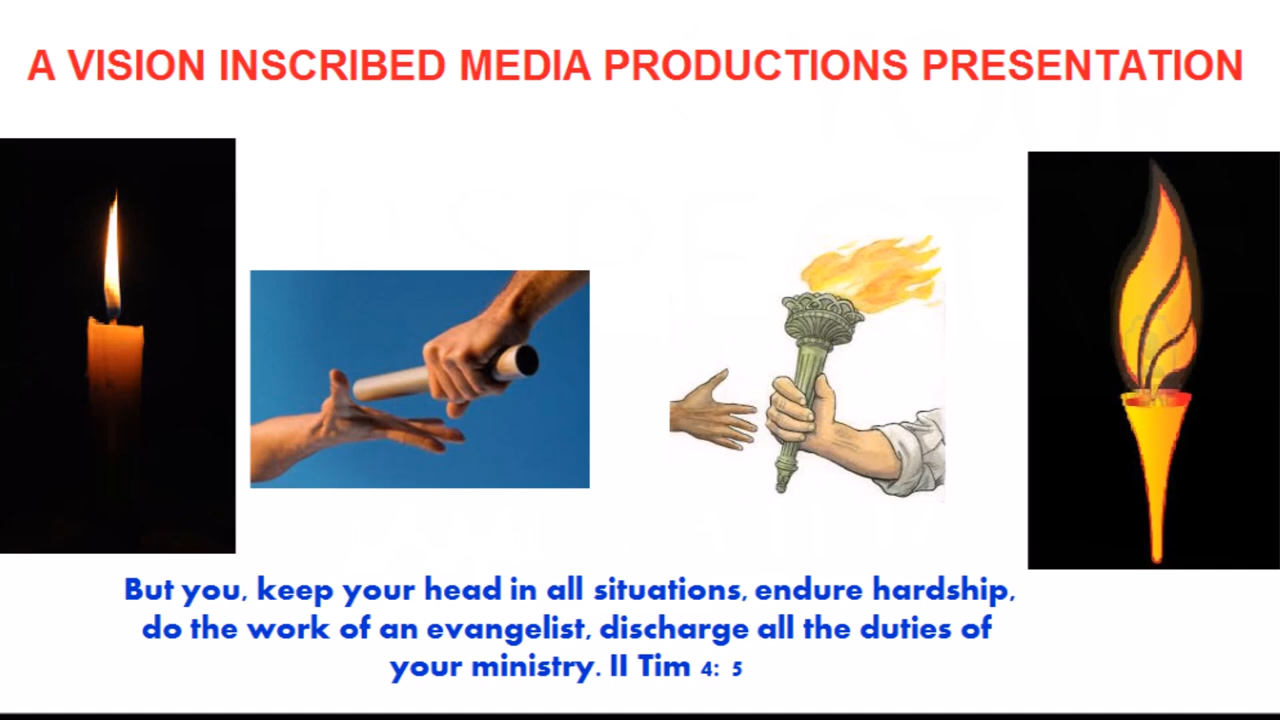 A VISION INSCRIBED MEDIA PRODUCTIONS PRESENTATION
But you, keep your head in all situations, endure hardship,
do the work of an evangelist, discharge all the duties of
your ministry. II Tim 4: 5